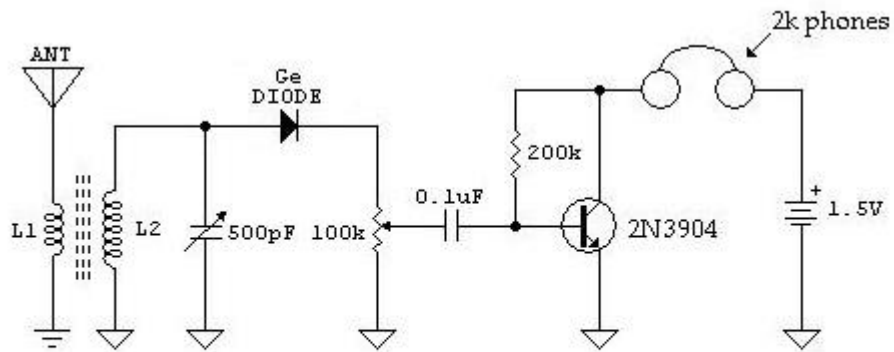 2k phones
ANT
Ge
DIODE
200k
0.1uF
+
1.5V
L1
L2
500pF
100k
2N3904